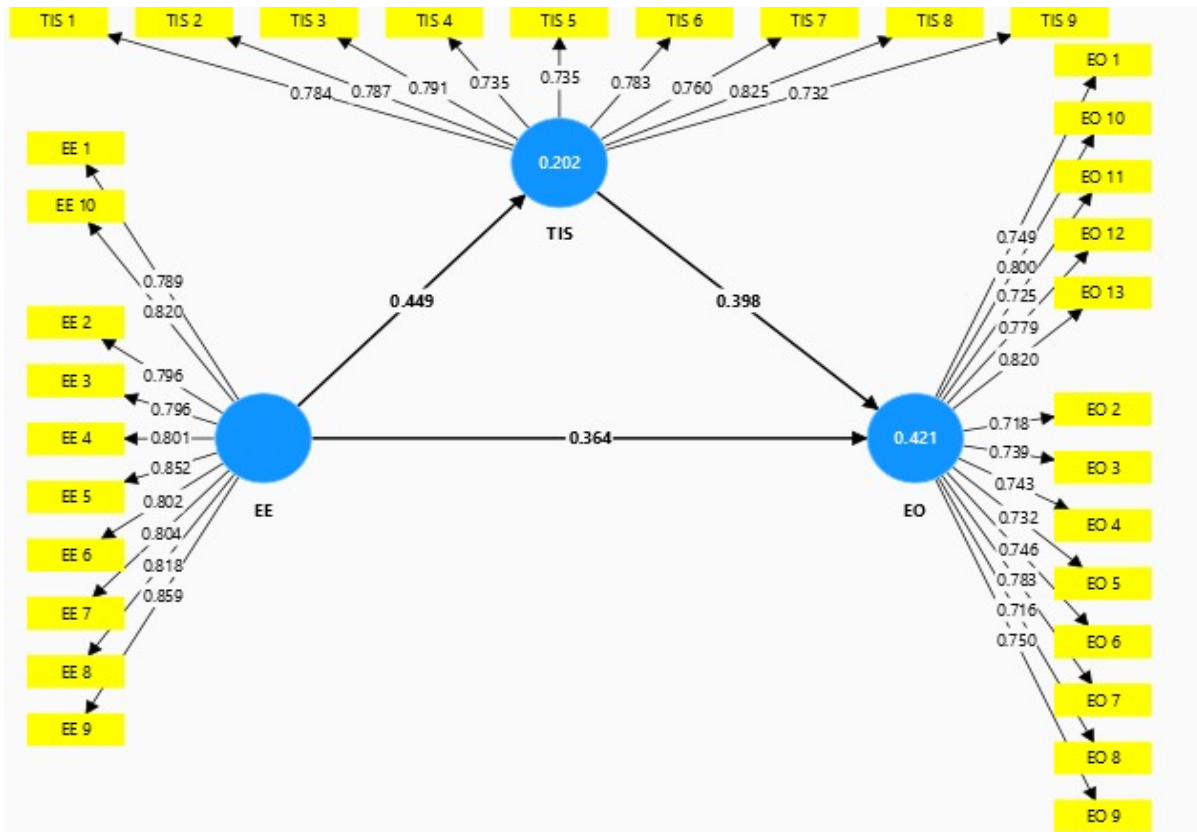 TIS 1 TIS 2 TIS 3 TIS 4 TIS 5 TIS 6 TIS 7 TIS 8 TIS 9
0.784 0.787 0.791 0.735 0.735 0.783 0.760 0.825 0.732
0.202
TIS
EE 1
EE 10
EE 2
EE 3
EE 4
EE 5
EE 6
EE 7
EE 8
EE 9
0.789
0.820
0.796
0.796
0.801
0.852
0.802
0.804
0.818
0.859
EE
0.449
0.398
0.364
0.421
EO
0.749
0.800
0.725
0.779
0.820
0.718
0.739
0.743
0.732
0.746
0.783
0.716
0.750
EO 1
EO 10
EO 11
EO 12
EO 13
EO 2
EO 3
EO 4
EO 5
EO 6
EO 7
EO 8
EO 9